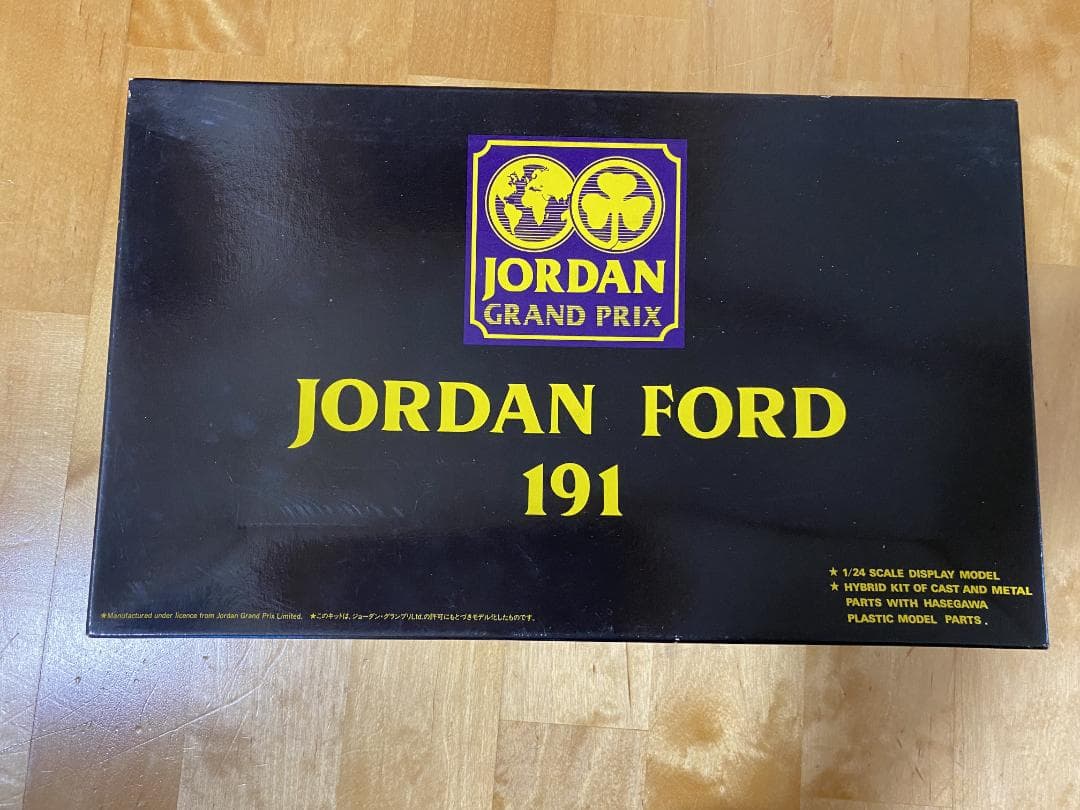 JORDAN
GRAND PRIX
JORDAN FORD
191
★ 1/24 SCALE DISPLAY MODEL
★ HYBRID KIT OF CAST AND METAL
PARTS WITH HASEGAWA
PLASTIC MODEL PARTS.
★Manufactured under licence from Jordan Grand Prix Limited. ★このキットは、ジョーダン・グランプリLtd.の許可にもとづきモデル化したものです。